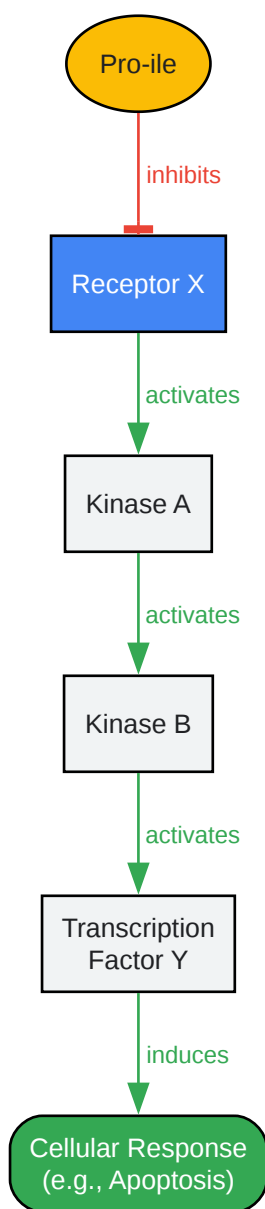 Pro-ile
inhibits
Receptor X
activates
Kinase A
activates
Kinase B
activates
Transcription
Factor Y
induces
Cellular Response
(e.g., Apoptosis)